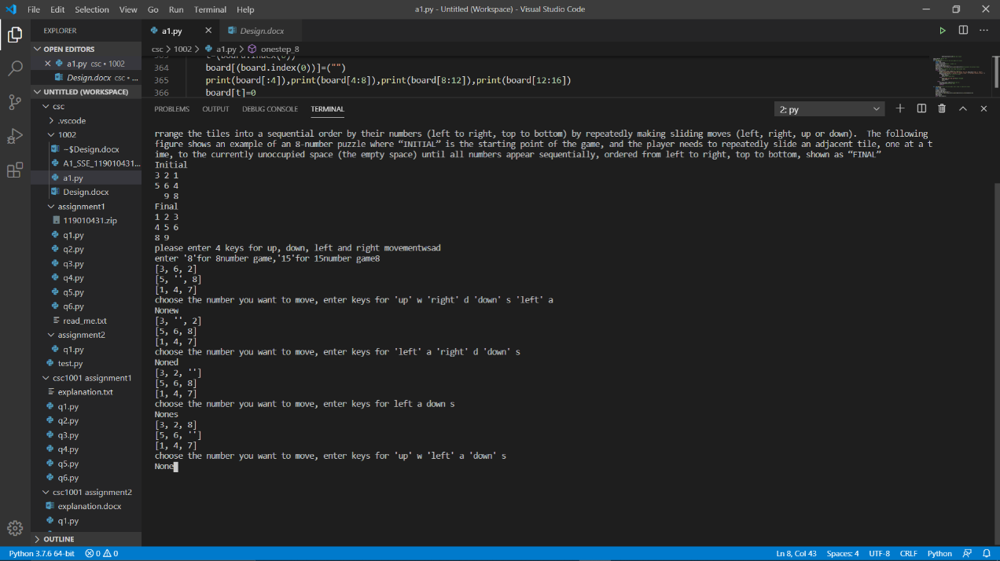 File Edit Selection View Go Run Terminal Help
a1.py - Untitled (Workspace) - Visual Studio Code
EXPLORER
OPEN EDITORS
a1.py csc • 1002
Design.docx csc • ...
UNTITLED (WORKSPACE)
csc
.vscode
1002
~$Design.docx
A1_SSE_119010431...
a1.py
Design.docx
assignment1
119010431.zip
q1.py
q2.py
q3.py
q4.py
q5.py
q6.py
read_me.txt
assignment2
q1.py
test.py
csc1001 assignment1
explanation.txt
q1.py
q2.py
q3.py
q4.py
q5.py
q6.py
csc1001 assignment2
explanation.docx
q1.py
OUTLINE
a1.py
Design.docx
csc > 1002 > a1.py > onestep_8
364 board[(board.index(0))]=("")
365 print(board[:4]),print(board[4:8]),print(board[8:12]),print(board[12:16])
366 board[t]=0
PROBLEMS OUTPUT DEBUG CONSOLE TERMINAL
2: py
rrange the tiles into a sequential order by their numbers (left to right, top to bottom) by repeatedly making sliding moves (left, right, up or down).  The following
figure shows an example of an 8-number puzzle where “INITIAL” is the starting point of the game, and the player needs to repeatedly slide an adjacent tile, one at a t
ime, to the currently unoccupied space (the empty space) until all numbers appear sequentially, ordered from left to right, top to bottom, shown as “FINAL”
Initial
3 2 1
5 6 4
  9 8
Final
1 2 3
4 5 6
8 9
please enter 4 keys for up, down, left and right movementwsad
enter '8'for 8number game,'15'for 15number game8
[3, 6, 2]
[5, '', 8]
[1, 4, 7]
choose the number you want to move, enter keys for 'up' w 'right' d 'down' s 'left' a
Nonew
[3, '', 2]
[5, 6, 8]
[1, 4, 7]
choose the number you want to move, enter keys for 'left' a 'right' d 'down' s
Noned
[3, 2, '']
[5, 6, 8]
[1, 4, 7]
choose the number you want to move, enter keys for left a down s
Nones
[3, 2, 8]
[5, 6, '']
[1, 4, 7]
choose the number you want to move, enter keys for 'up' w 'left' a 'down' s
None
Python 3.7.6 64-bit 0 0
Ln 8, Col 43 Spaces: 4 UTF-8 CRLF Python